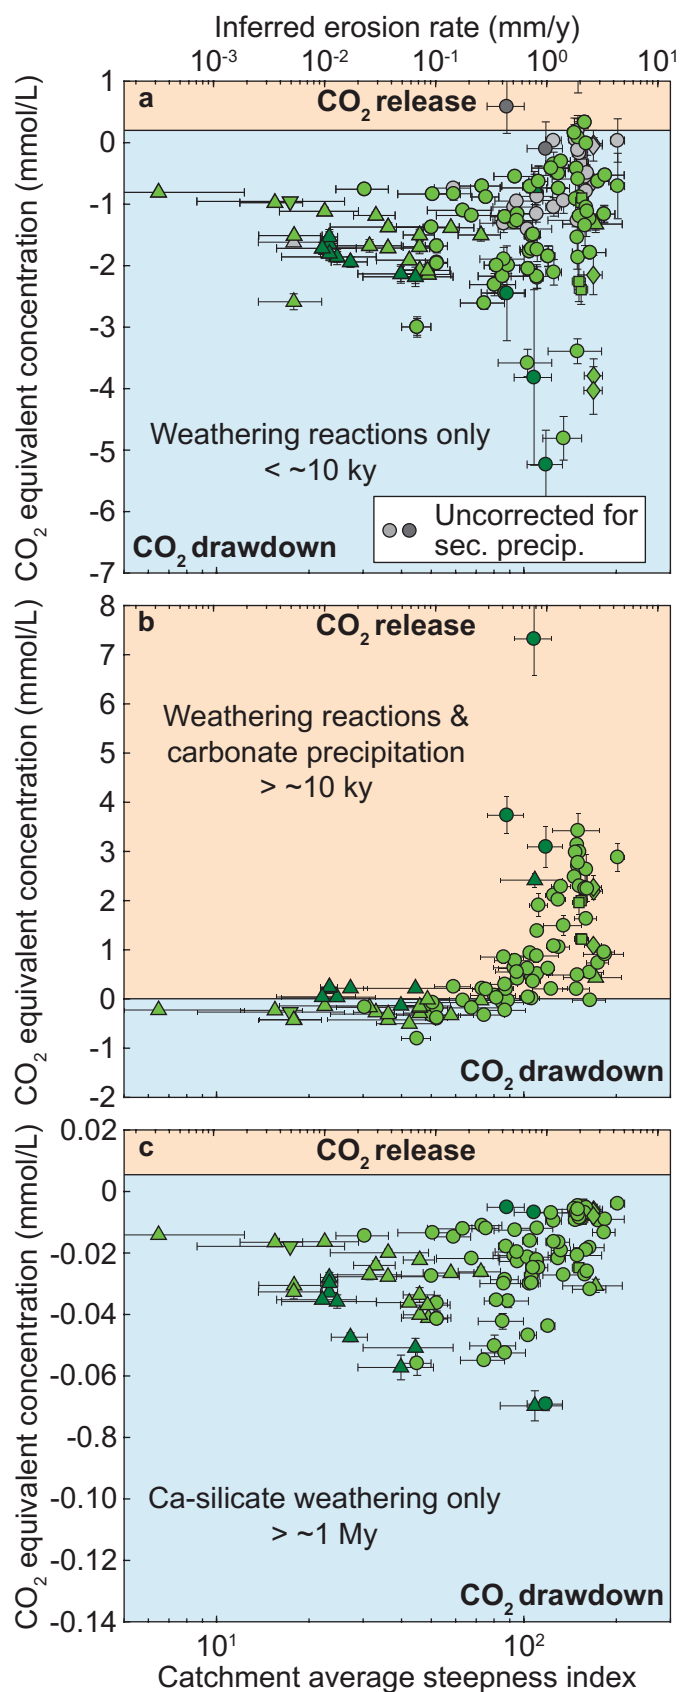 Inferred erosion rate (mm/y)
10⁻³ 10⁻² 10⁻¹ 10⁰ 10¹
a
CO₂ release
CO₂ equivalent concentration (mmol/L)
1
0
-1
-2
-3
-4
-5
-6
-7
Weathering reactions only
< ~10 ky
Uncorrected for
sec. precip.
CO₂ drawdown
b
CO₂ release
CO₂ equivalent concentration (mmol/L)
8
7
6
5
4
3
2
1
0
-1
-2
Weathering reactions &
carbonate precipitation
> ~10 ky
CO₂ drawdown
c
CO₂ release
CO₂ equivalent concentration (mmol/L)
0.02
0
-0.02
-0.04
-0.06
-0.8
-0.10
-0.12
-0.14
Ca-silicate weathering only
> ~1 My
CO₂ drawdown
10¹ 10²
Catchment average steepness index